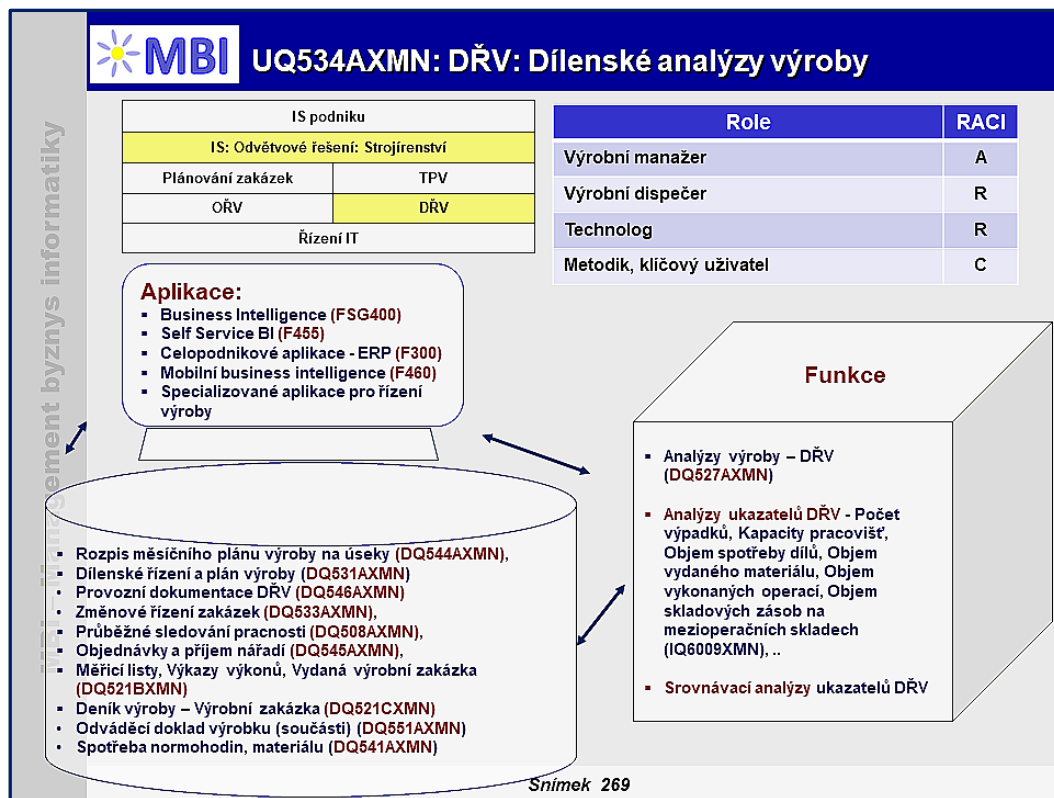 MBI
UQ534AXMN: DŘV: Dílenské analýzy výroby
MBI – Management byznys informatiky
IS podniku
IS: Odvětvové řešení: Strojírenství
Plánování zakázek TPV
OŘV DŘV
Řízení IT
Role RACI
Výrobní manažer A
Výrobní dispečer R
Technolog R
Metodik, klíčový uživatel C
Aplikace:
▪ Business Intelligence (FSG400)
▪ Self Service BI (F455)
▪ Celopodnikové aplikace - ERP (F300)
▪ Mobilní business intelligence (F460)
▪ Specializované aplikace pro řízení
výroby
Funkce
▪ Analýzy výroby – DŘV
(DQ527AXMN)
▪ Analýzy ukazatelů DŘV - Počet
výpadků, Kapacity pracovišť,
Objem spotřeby dílů, Objem
vydaného materiálu, Objem
vykonaných operací, Objem
skladových zásob na
mezioperačních skladech
(IQ6009XMN), ..
▪ Srovnávací analýzy ukazatelů DŘV
▪ Rozpis měsíčního plánu výroby na úseky (DQ544AXMN),
▪ Dílenské řízení a plán výroby (DQ531AXMN)
• Provozní dokumentace DŘV (DQ546AXMN)
• Změnové řízení zakázek (DQ533AXMN),
▪ Průběžné sledování pracnosti (DQ508AXMN),
▪ Objednávky a příjem nářadí (DQ545AXMN),
▪ Měřicí listy, Výkazy výkonů, Vydaná výrobní zakázka
(DQ521BXMN)
▪ Deník výroby – Výrobní zakázka (DQ521CXMN)
• Odváděcí doklad výrobku (součásti) (DQ551AXMN)
• Spotřeba normohodin, materiálu (DQ541AXMN)
Snímek 269